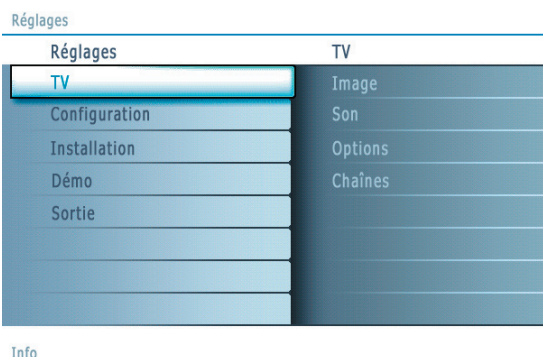 Réglages
Réglages TV
TV Image
Configuration Son
Installation Options
Démo Chaînes
Sortie
Info